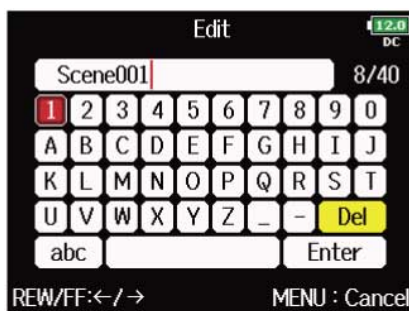 Edit
12.0
DC
Scene001 8/40
1 2 3 4 5 6 7 8 9 0
A B C D E F G H I J
K L M N O P Q R S T
U V W X Y Z _ - Del
abc Enter
REW/FF:←/→ MENU : Cancel